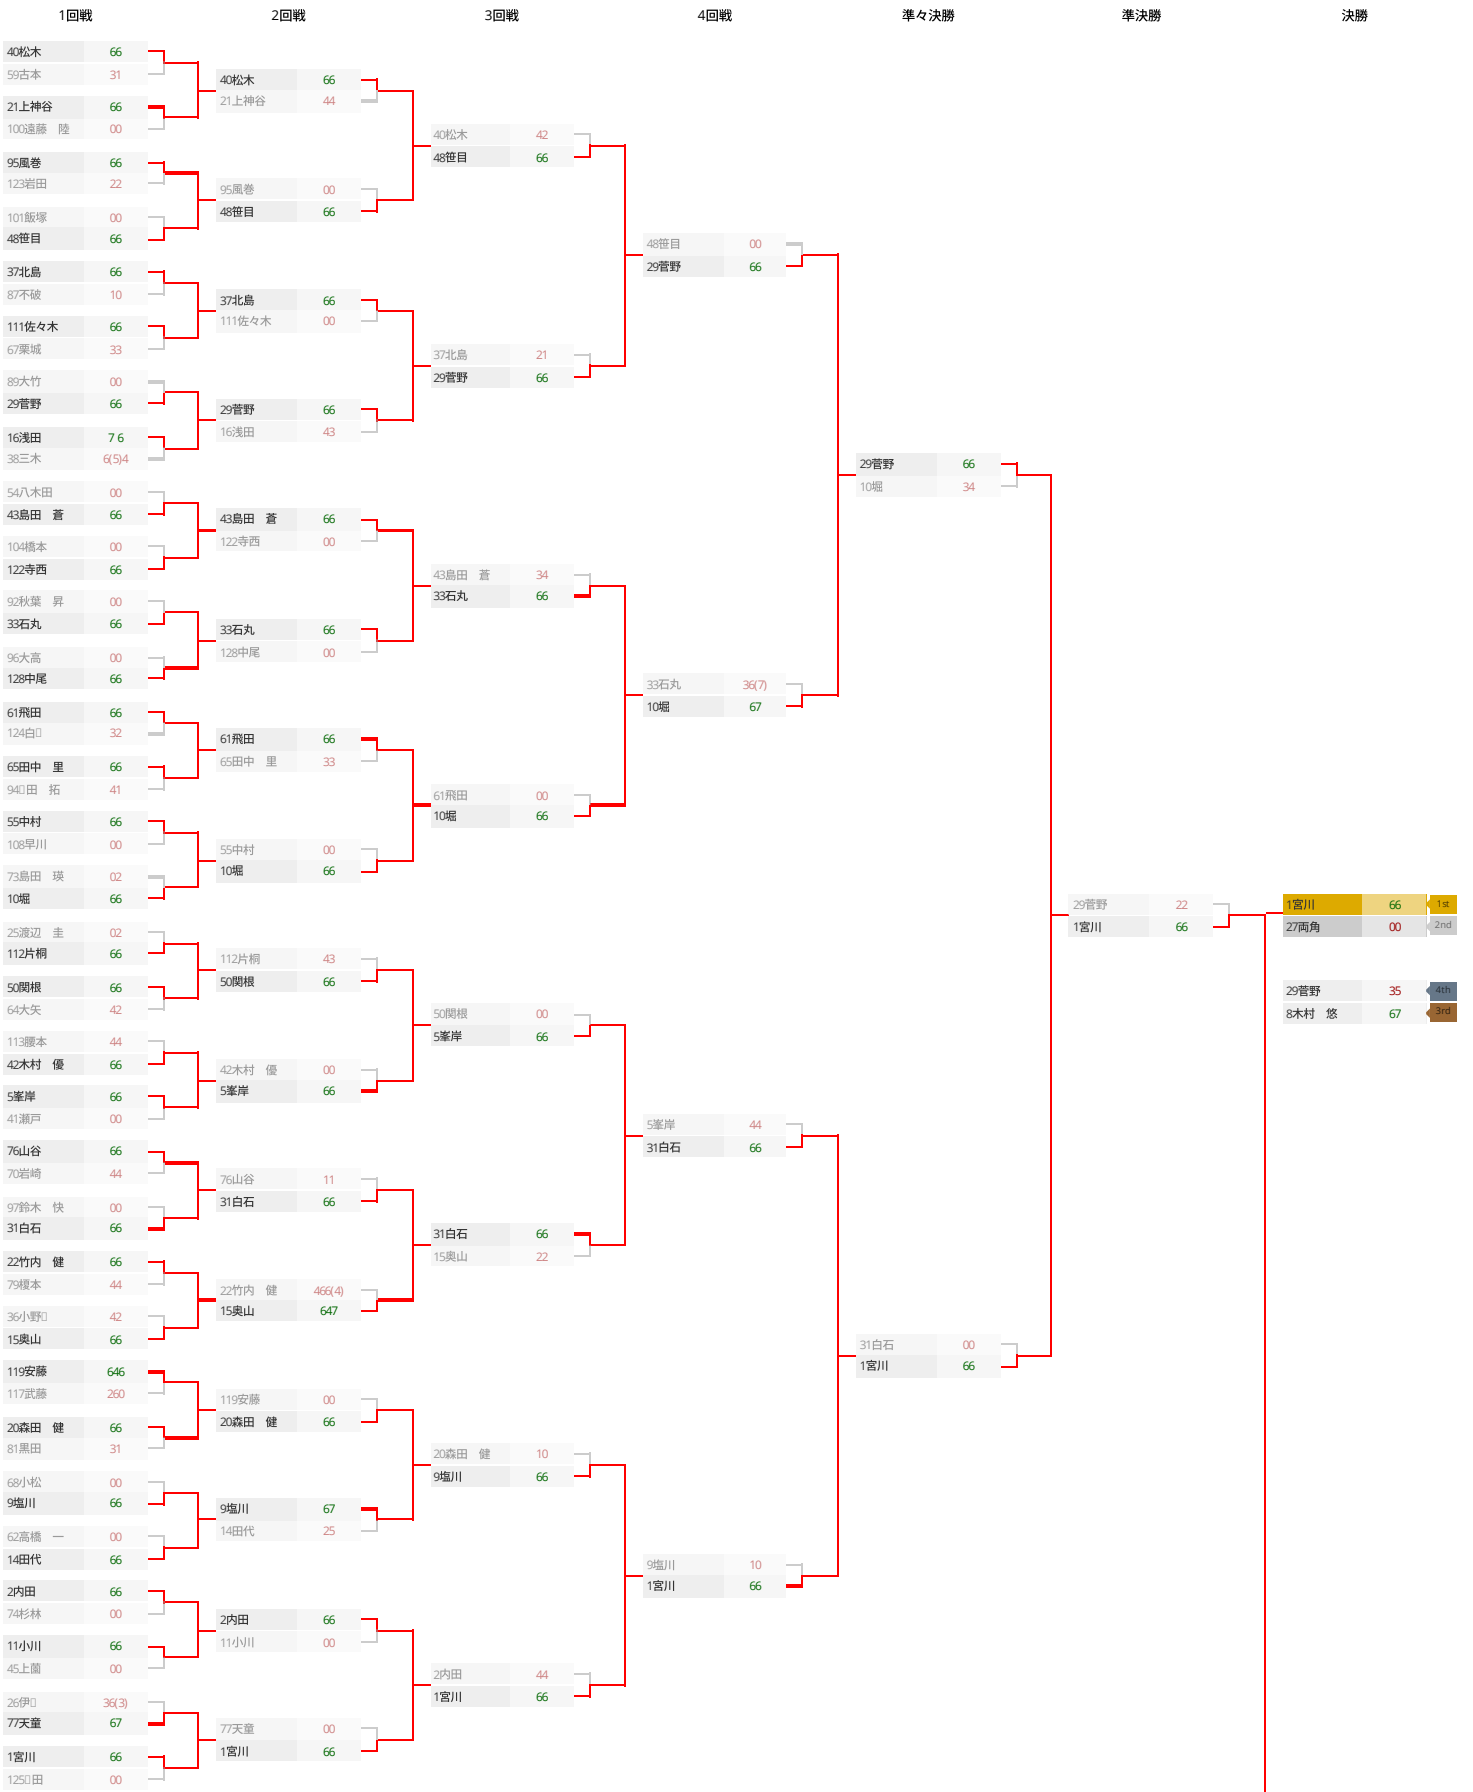 1回戦 2回戦 3回戦 4回戦 準々決勝 準決勝 決勝
40松木 66
59古本 31
21上神谷 66
100遠藤　陸 00
95風巻 66
123岩田 22
101飯塚 00
48笹目 66
37北島 66
87不破 10
111佐々木 66
67栗城 33
89大竹 00
29菅野 66
16浅田 7 6
38三木 6(5)4
54八木田 00
43島田　蒼 66
104橋本 00
122寺西 66
92秋葉　昇 00
33石丸 66
96大高 00
128中尾 66
61飛田 66
124白 32
65田中　里 66
94田　拓 41
55中村 66
108早川 00
73島田　瑛 02
10堀 66
25渡辺　圭 02
112片桐 66
50関根 66
64大矢 42
113腰本 44
42木村　優 66
5峯岸 66
41瀬戸 00
76山谷 66
70岩崎 44
97鈴木　快 00
31白石 66
22竹内　健 66
79榎本 44
36小野 42
15奥山 66
119安藤 646
117武藤 260
20森田　健 66
81黒田 31
68小松 00
9塩川 66
62高橋　一 00
14田代 66
2内田 66
74杉林 00
11小川 66
45上薗 00
26伊 36(3)
77天童 67
1宮川 66
125田 00
40松木 66
21上神谷 44
95風巻 00
48笹目 66
37北島 66
111佐々木 00
29菅野 66
16浅田 43
43島田　蒼 66
122寺西 00
33石丸 66
128中尾 00
61飛田 66
65田中　里 33
55中村 00
10堀 66
112片桐 43
50関根 66
42木村　優 00
5峯岸 66
76山谷 11
31白石 66
22竹内　健 466(4)
15奥山 647
119安藤 00
20森田　健 66
9塩川 67
14田代 25
2内田 66
11小川 00
77天童 00
1宮川 66
40松木 42
48笹目 66
37北島 21
29菅野 66
43島田　蒼 34
33石丸 66
61飛田 00
10堀 66
50関根 00
5峯岸 66
31白石 66
15奥山 22
20森田　健 10
9塩川 66
2内田 44
1宮川 66
48笹目 00
29菅野 66
33石丸 36(7)
10堀 67
5峯岸 44
31白石 66
9塩川 10
1宮川 66
29菅野 66
10堀 34
31白石 00
1宮川 66
29菅野 22
1宮川 66
1宮川 66 1st
27両角 00 2nd
29菅野 35 4th
8木村　悠 67 3rd